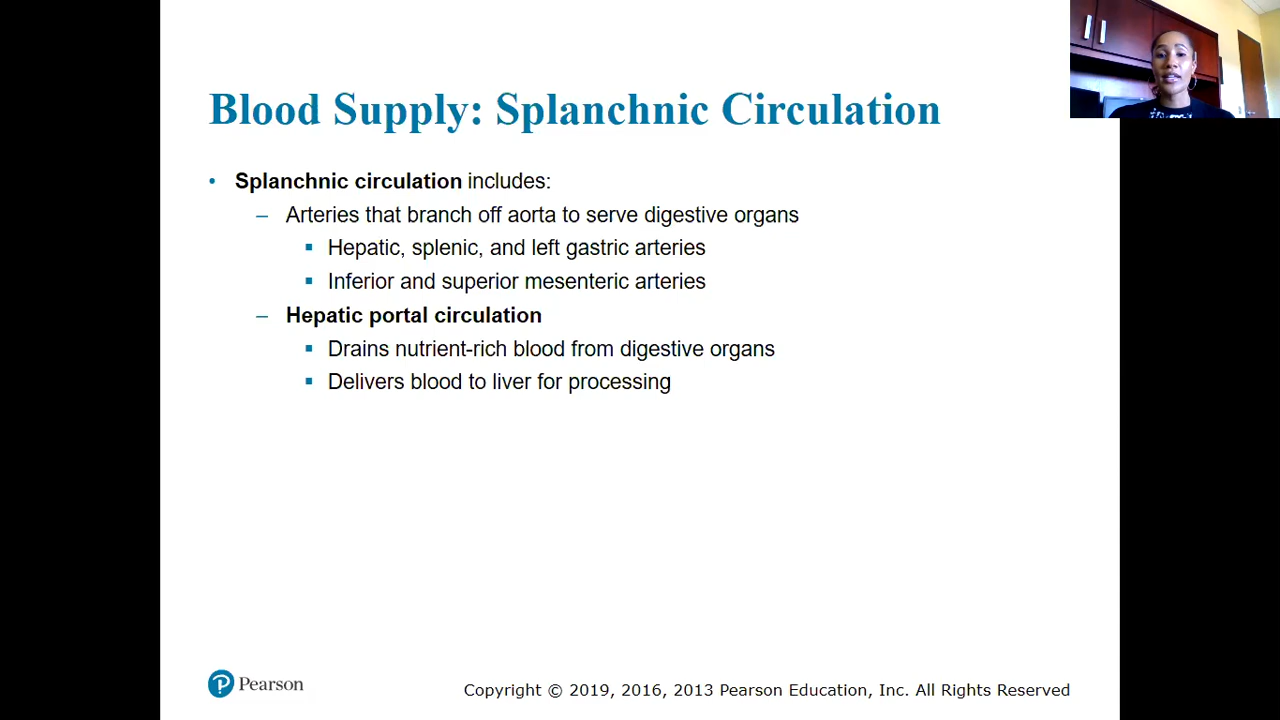 Blood Supply: Splanchnic Circulation
• Splanchnic circulation includes:
– Arteries that branch off aorta to serve digestive organs
▪ Hepatic, splenic, and left gastric arteries
▪ Inferior and superior mesenteric arteries
– Hepatic portal circulation
▪ Drains nutrient-rich blood from digestive organs
▪ Delivers blood to liver for processing
P Pearson
Copyright © 2019, 2016, 2013 Pearson Education, Inc. All Rights Reserved